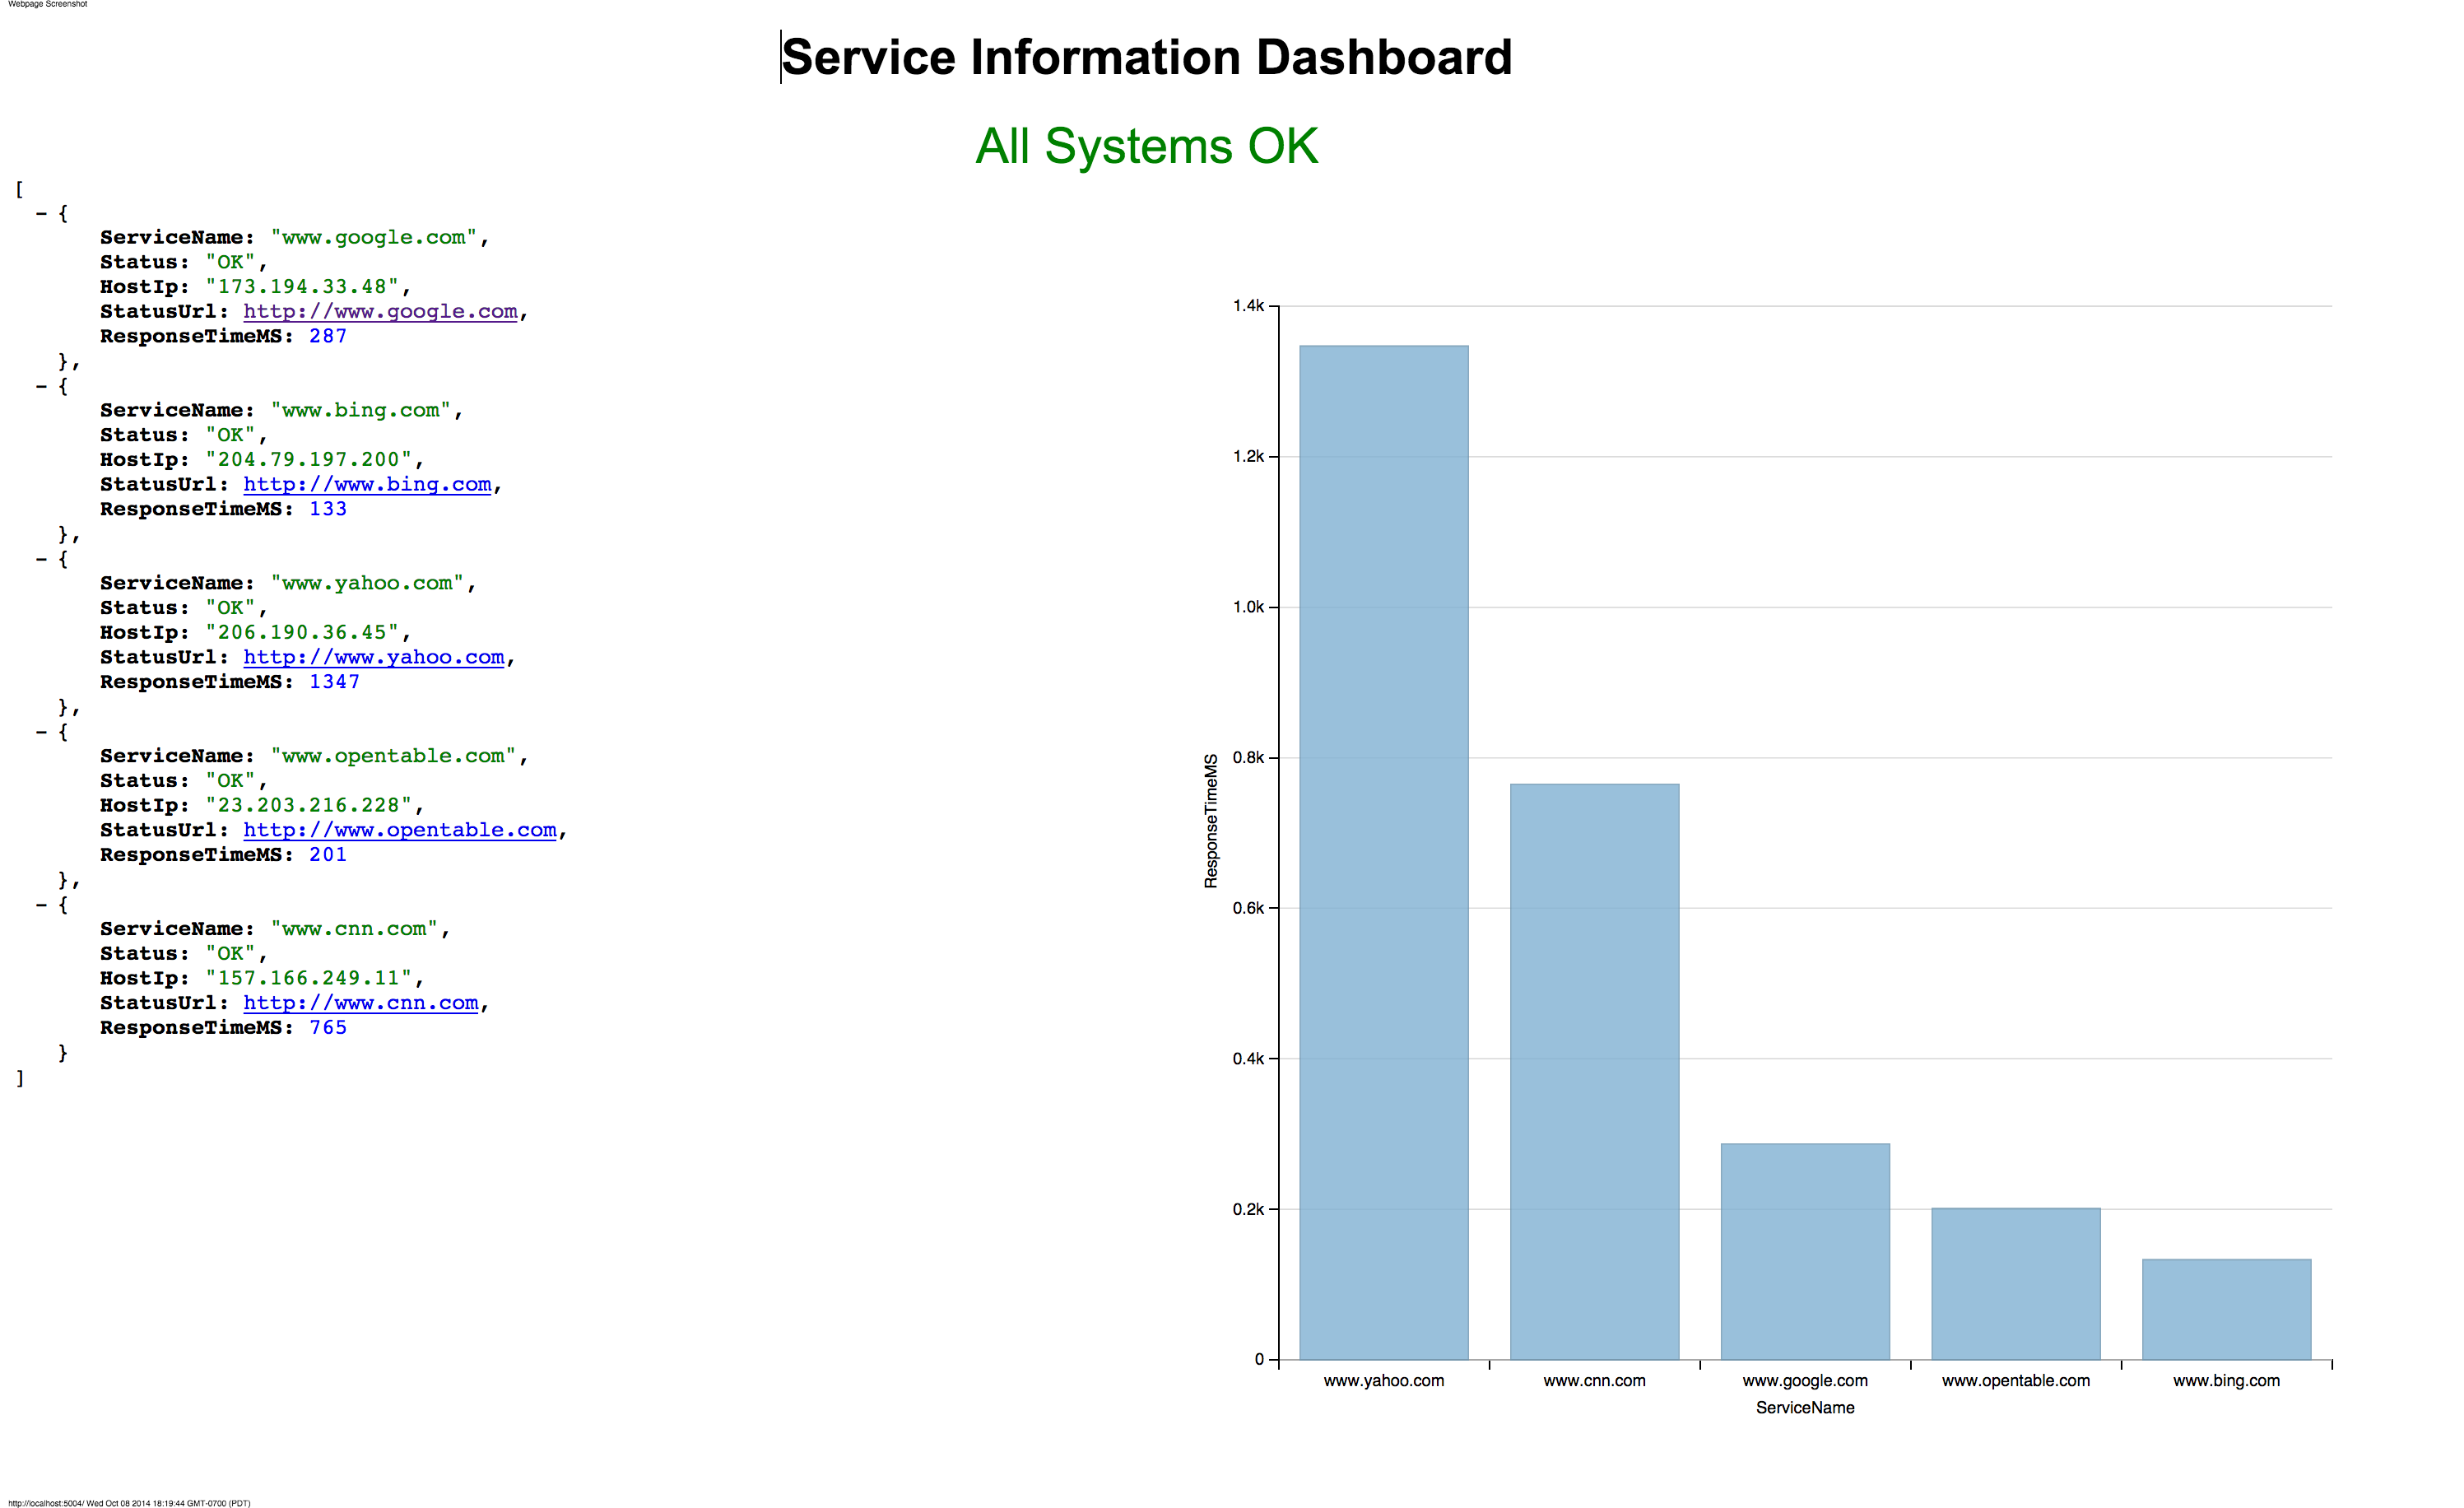 Webpage Screenshot
Service Information Dashboard
All Systems OK
[
- {
ServiceName: "www.google.com",
Status: "OK",
HostIp: "173.194.33.48",
StatusUrl: http://www.google.com,
ResponseTimeMS: 287
},
- {
ServiceName: "www.bing.com",
Status: "OK",
HostIp: "204.79.197.200",
StatusUrl: http://www.bing.com,
ResponseTimeMS: 133
},
- {
ServiceName: "www.yahoo.com",
Status: "OK",
HostIp: "206.190.36.45",
StatusUrl: http://www.yahoo.com,
ResponseTimeMS: 1347
},
- {
ServiceName: "www.opentable.com",
Status: "OK",
HostIp: "23.203.216.228",
StatusUrl: http://www.opentable.com,
ResponseTimeMS: 201
},
- {
ServiceName: "www.cnn.com",
Status: "OK",
HostIp: "157.166.249.11",
StatusUrl: http://www.cnn.com,
ResponseTimeMS: 765
}
]
1.4k
1.2k
1.0k
0.8k
0.6k
0.4k
0.2k
0
ResponseTimeMS
www.yahoo.com www.cnn.com www.google.com www.opentable.com www.bing.com
ServiceName
http://localhost:5004/ Wed Oct 08 2014 18:19:44 GMT-0700 (PDT)